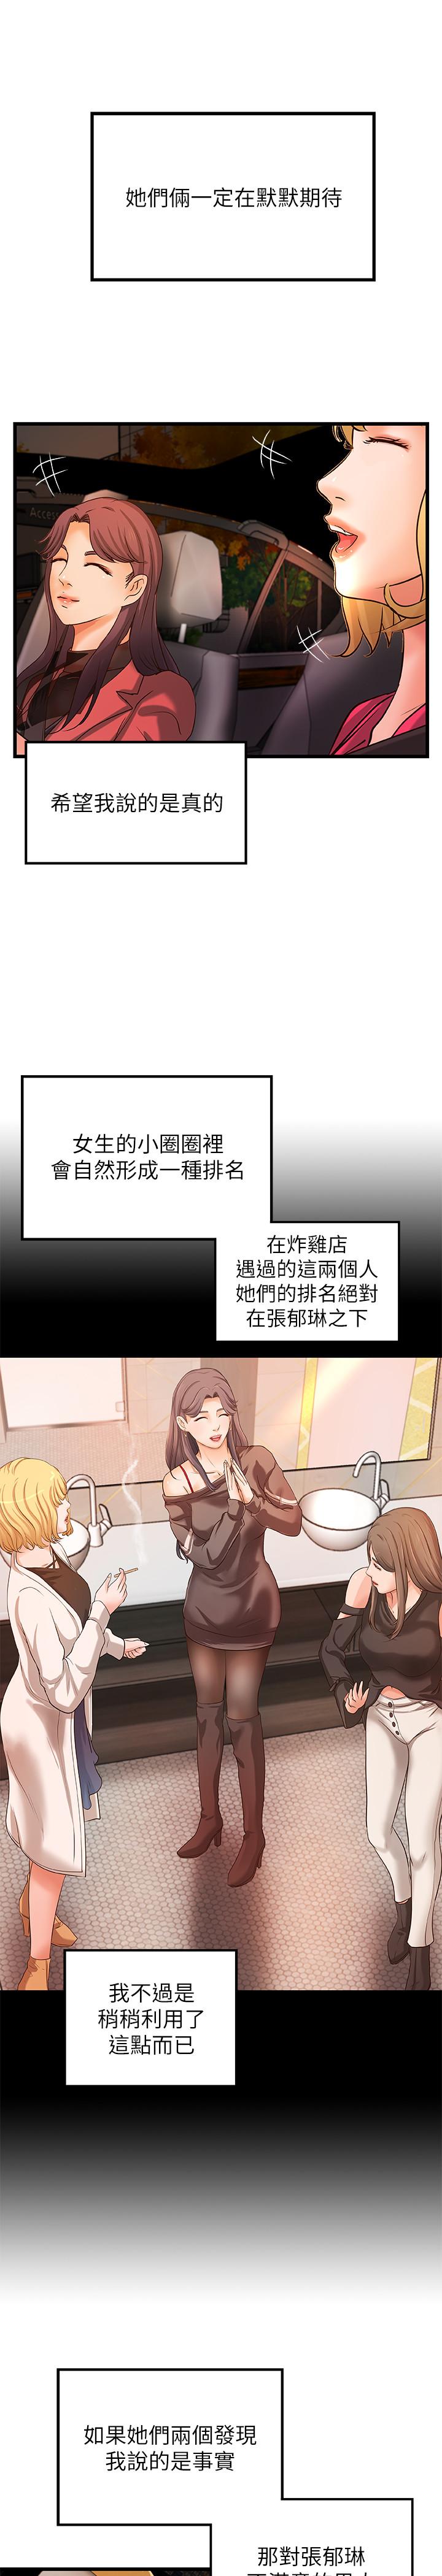 她們倆一定在默默期待
Access
希望我說的是真的
女生的小圈圈裡
會自然形成一種排名
在炸雞店
遇過的這兩個人
她們的排名絕對
在張郁琳之下
我不過是
稍稍利用了
這點而已
如果她們兩個發現
我說的是事實
那對張郁琳